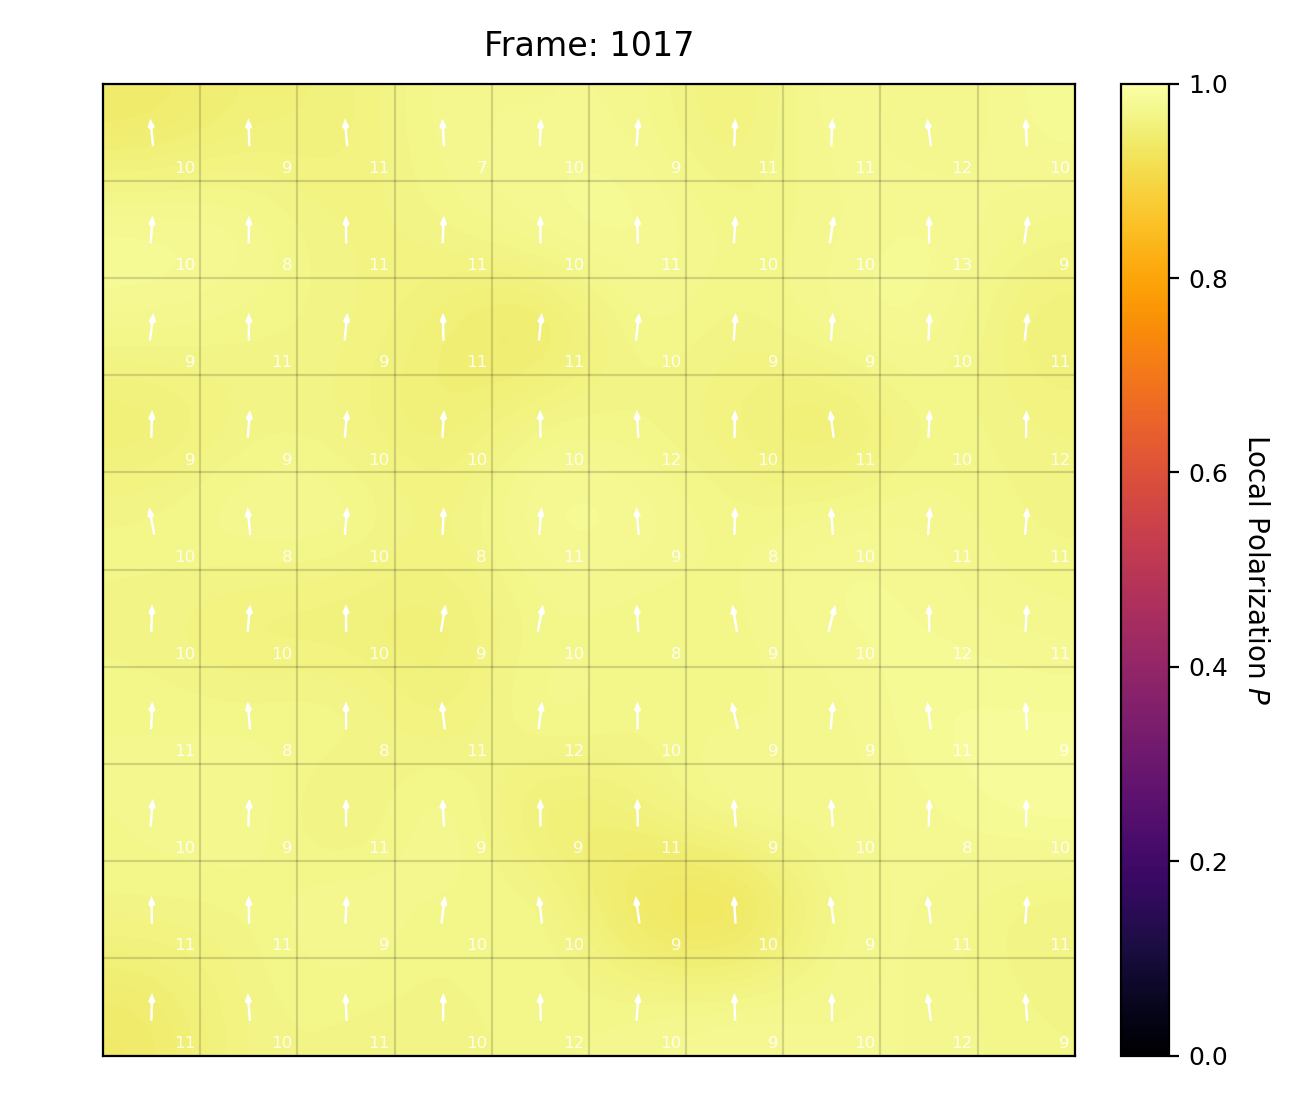 Frame: 1017
10 9 11 7 10 9 11 11 12 10
10 8 11 11 10 11 10 10 13 9
9 11 9 11 11 10 9 9 10 11
9 9 10 10 10 12 10 11 10 12
10 8 10 8 11 9 8 10 11 11
10 10 10 9 10 8 9 10 12 11
11 8 8 11 12 10 9 9 11 9
10 9 11 9 9 11 9 10 8 10
11 11 9 10 10 9 10 9 11 11
11 10 11 10 12 10 9 10 12 9
1.0
0.8
0.6
0.4
0.2
0.0
Local Polarization P